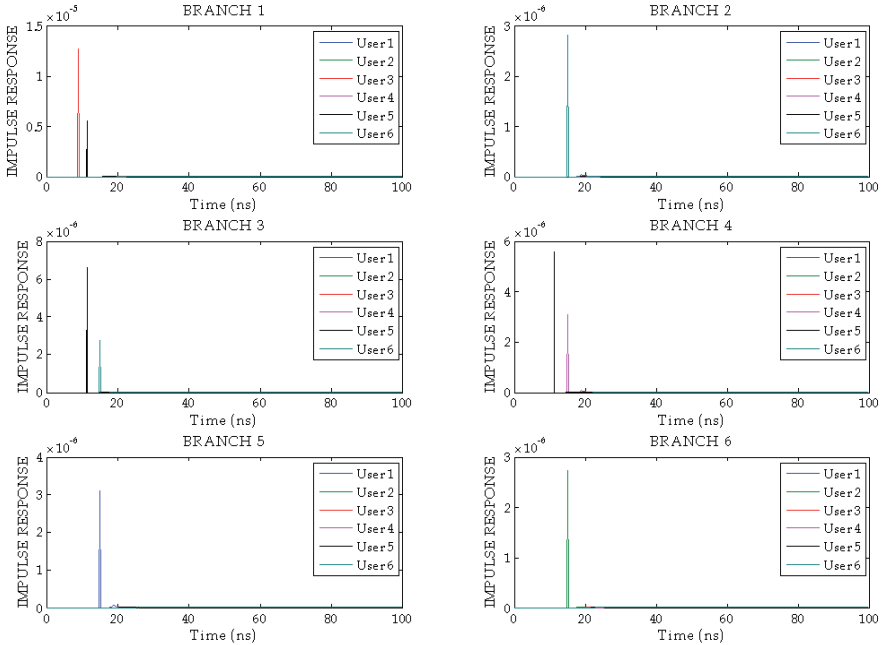 BRANCH 1
×10⁻⁵
IMPULSE RESPONSE
1.5
1
0.5
0
0 20 40 60 80 100
Time (ns)
User1
User2
User3
User4
User5
User6
BRANCH 2
×10⁻⁶
IMPULSE RESPONSE
3
2
1
0
0 20 40 60 80 100
Time (ns)
User1
User2
User3
User4
User5
User6
BRANCH 3
×10⁻⁶
IMPULSE RESPONSE
8
6
4
2
0
0 20 40 60 80 100
Time (ns)
User1
User2
User3
User4
User5
User6
BRANCH 4
×10⁻⁶
IMPULSE RESPONSE
6
4
2
0
0 20 40 60 80 100
Time (ns)
User1
User2
User3
User4
User5
User6
BRANCH 5
×10⁻⁶
IMPULSE RESPONSE
4
3
2
1
0
0 20 40 60 80 100
Time (ns)
User1
User2
User3
User4
User5
User6
BRANCH 6
×10⁻⁶
IMPULSE RESPONSE
3
2
1
0
0 20 40 60 80 100
Time (ns)
User1
User2
User3
User4
User5
User6